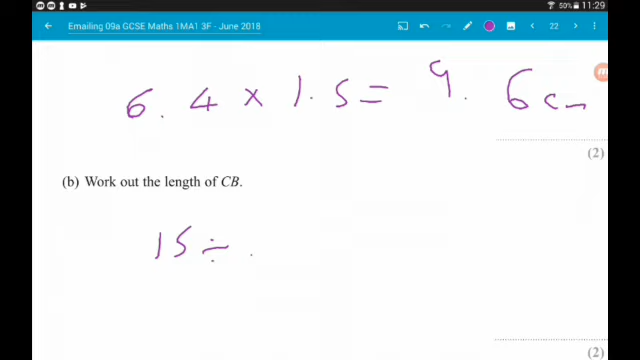 50% 11:29
Emailing 09a GCSE Maths 1MA1 3F - June 2018 22
6.4 × 1.5 = 9.6cm
(2)
(b) Work out the length of CB.
15 ÷ .
(2)